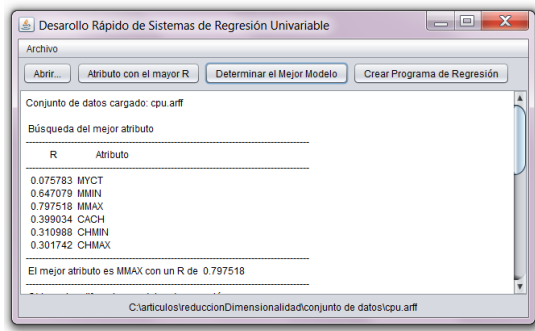 Desarollo Rápido de Sistemas de Regresión Univariable
Archivo
Abrir... Atributo con el mayor R Determinar el Mejor Modelo Crear Programa de Regresión
Conjunto de datos cargado: cpu.arff
Búsqueda del mejor atributo
R Atributo
0.075783 MYCT
0.647079 MMIN
0.797518 MMAX
0.399034 CACH
0.310988 CHMIN
0.301742 CHMAX
El mejor atributo es MMAX con un R de 0.797518
C:\articulos\reduccionDimensionalidad\conjunto de datos\cpu.arff